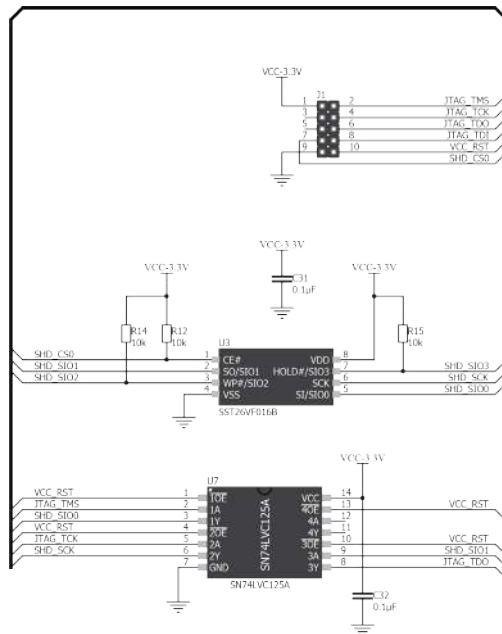 VCC-3.3V
J1
1 2 JTAG_TMS
3 4 JTAG_TCK
5 6 JTAG_TDO
7 8 JTAG_TDI
9 10 VCC_RST
SHD_CS0
VCC-3.3V
C31
0.1µF
VCC-3.3V
VCC-3.3V
R14
10k
R12
10k
R15
10k
U3
SHD_CS0 1 CE# VDD 8
SHD_SIO1 2 SO/SIO1 HOLD#/SIO3 7 SHD_SIO3
SHD_SIO2 3 WP#/SIO2 SCK 6 SHD_SCK
4 VSS SI/SIO0 5 SHD_SIO0
SST26VF016B
VCC-3.3V
U7
VCC_RST 1 1OE VCC 14
JTAG_TMS 2 1A 4OE 13 VCC_RST
SHD_SIO0 3 1Y 4A 12
VCC_RST 4 2OE 4Y 11
JTAG_TCK 5 2A 3OE 10 VCC_RST
SHD_SCK 6 2Y 3A 9 SHD_SIO1
7 GND 3Y 8 JTAG_TDO
SN74LVC125A
SN74LVC125A
C32
0.1µF